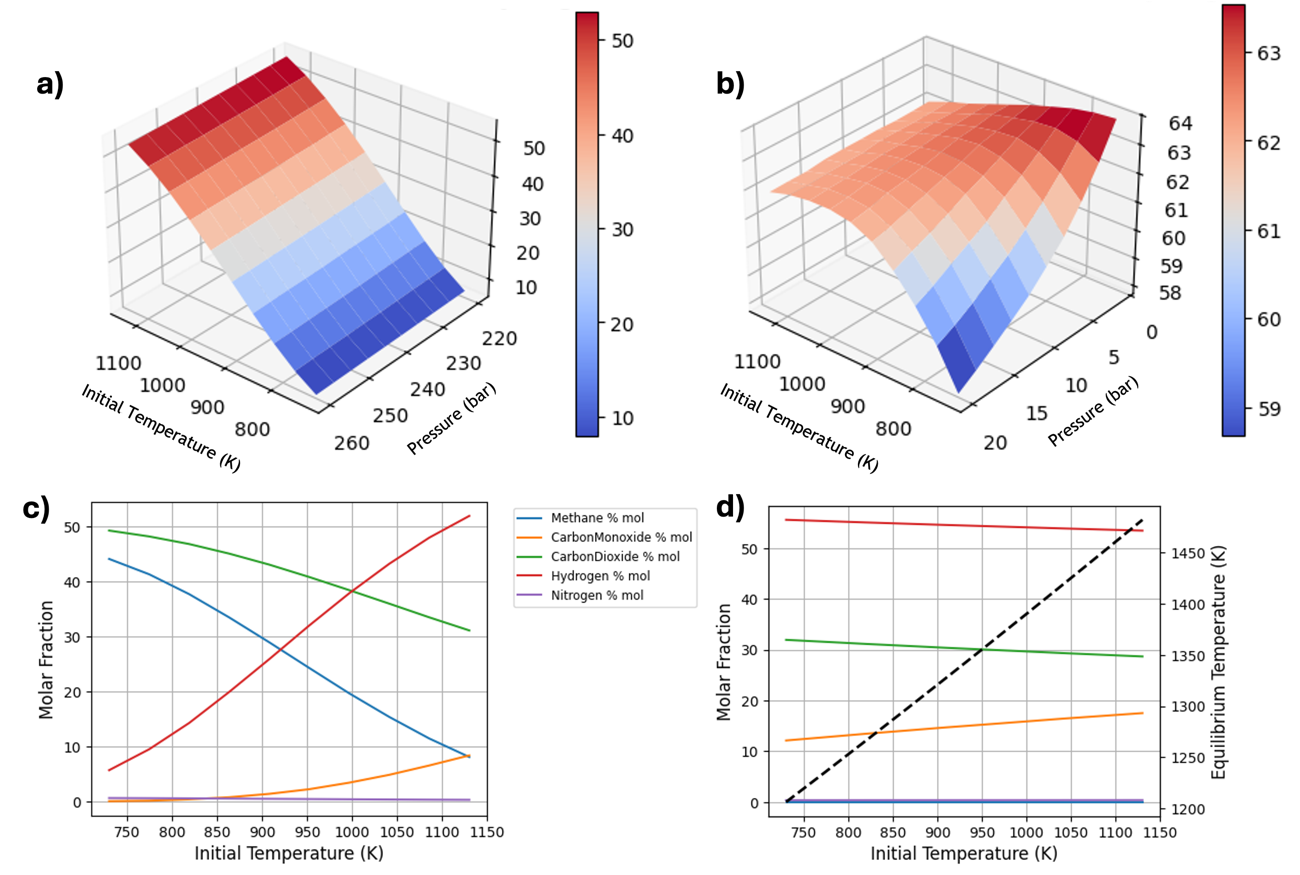 a)
50
40
30
20
10
50
40
30
20
10
1100
1000
900
800
Initial Temperature (K)
220
230
240
250
260
Pressure (bar)
b)
63
62
61
60
59
64
63
62
61
60
59
58
1100
1000
900
800
Initial Temperature (K)
0
5
10
15
20
Pressure (bar)
c)
Molar Fraction
50
40
30
20
10
0
750 800 850 900 950 1000 1050 1100 1150
Initial Temperature (K)
Methane % mol
CarbonMonoxide % mol
CarbonDioxide % mol
Hydrogen % mol
Nitrogen % mol
d)
Molar Fraction
50
40
30
20
10
0
750 800 850 900 950 1000 1050 1100 1150
Initial Temperature (K)
1450
1400
1350
1300
1250
1200
Equilibrium Temperature (K)